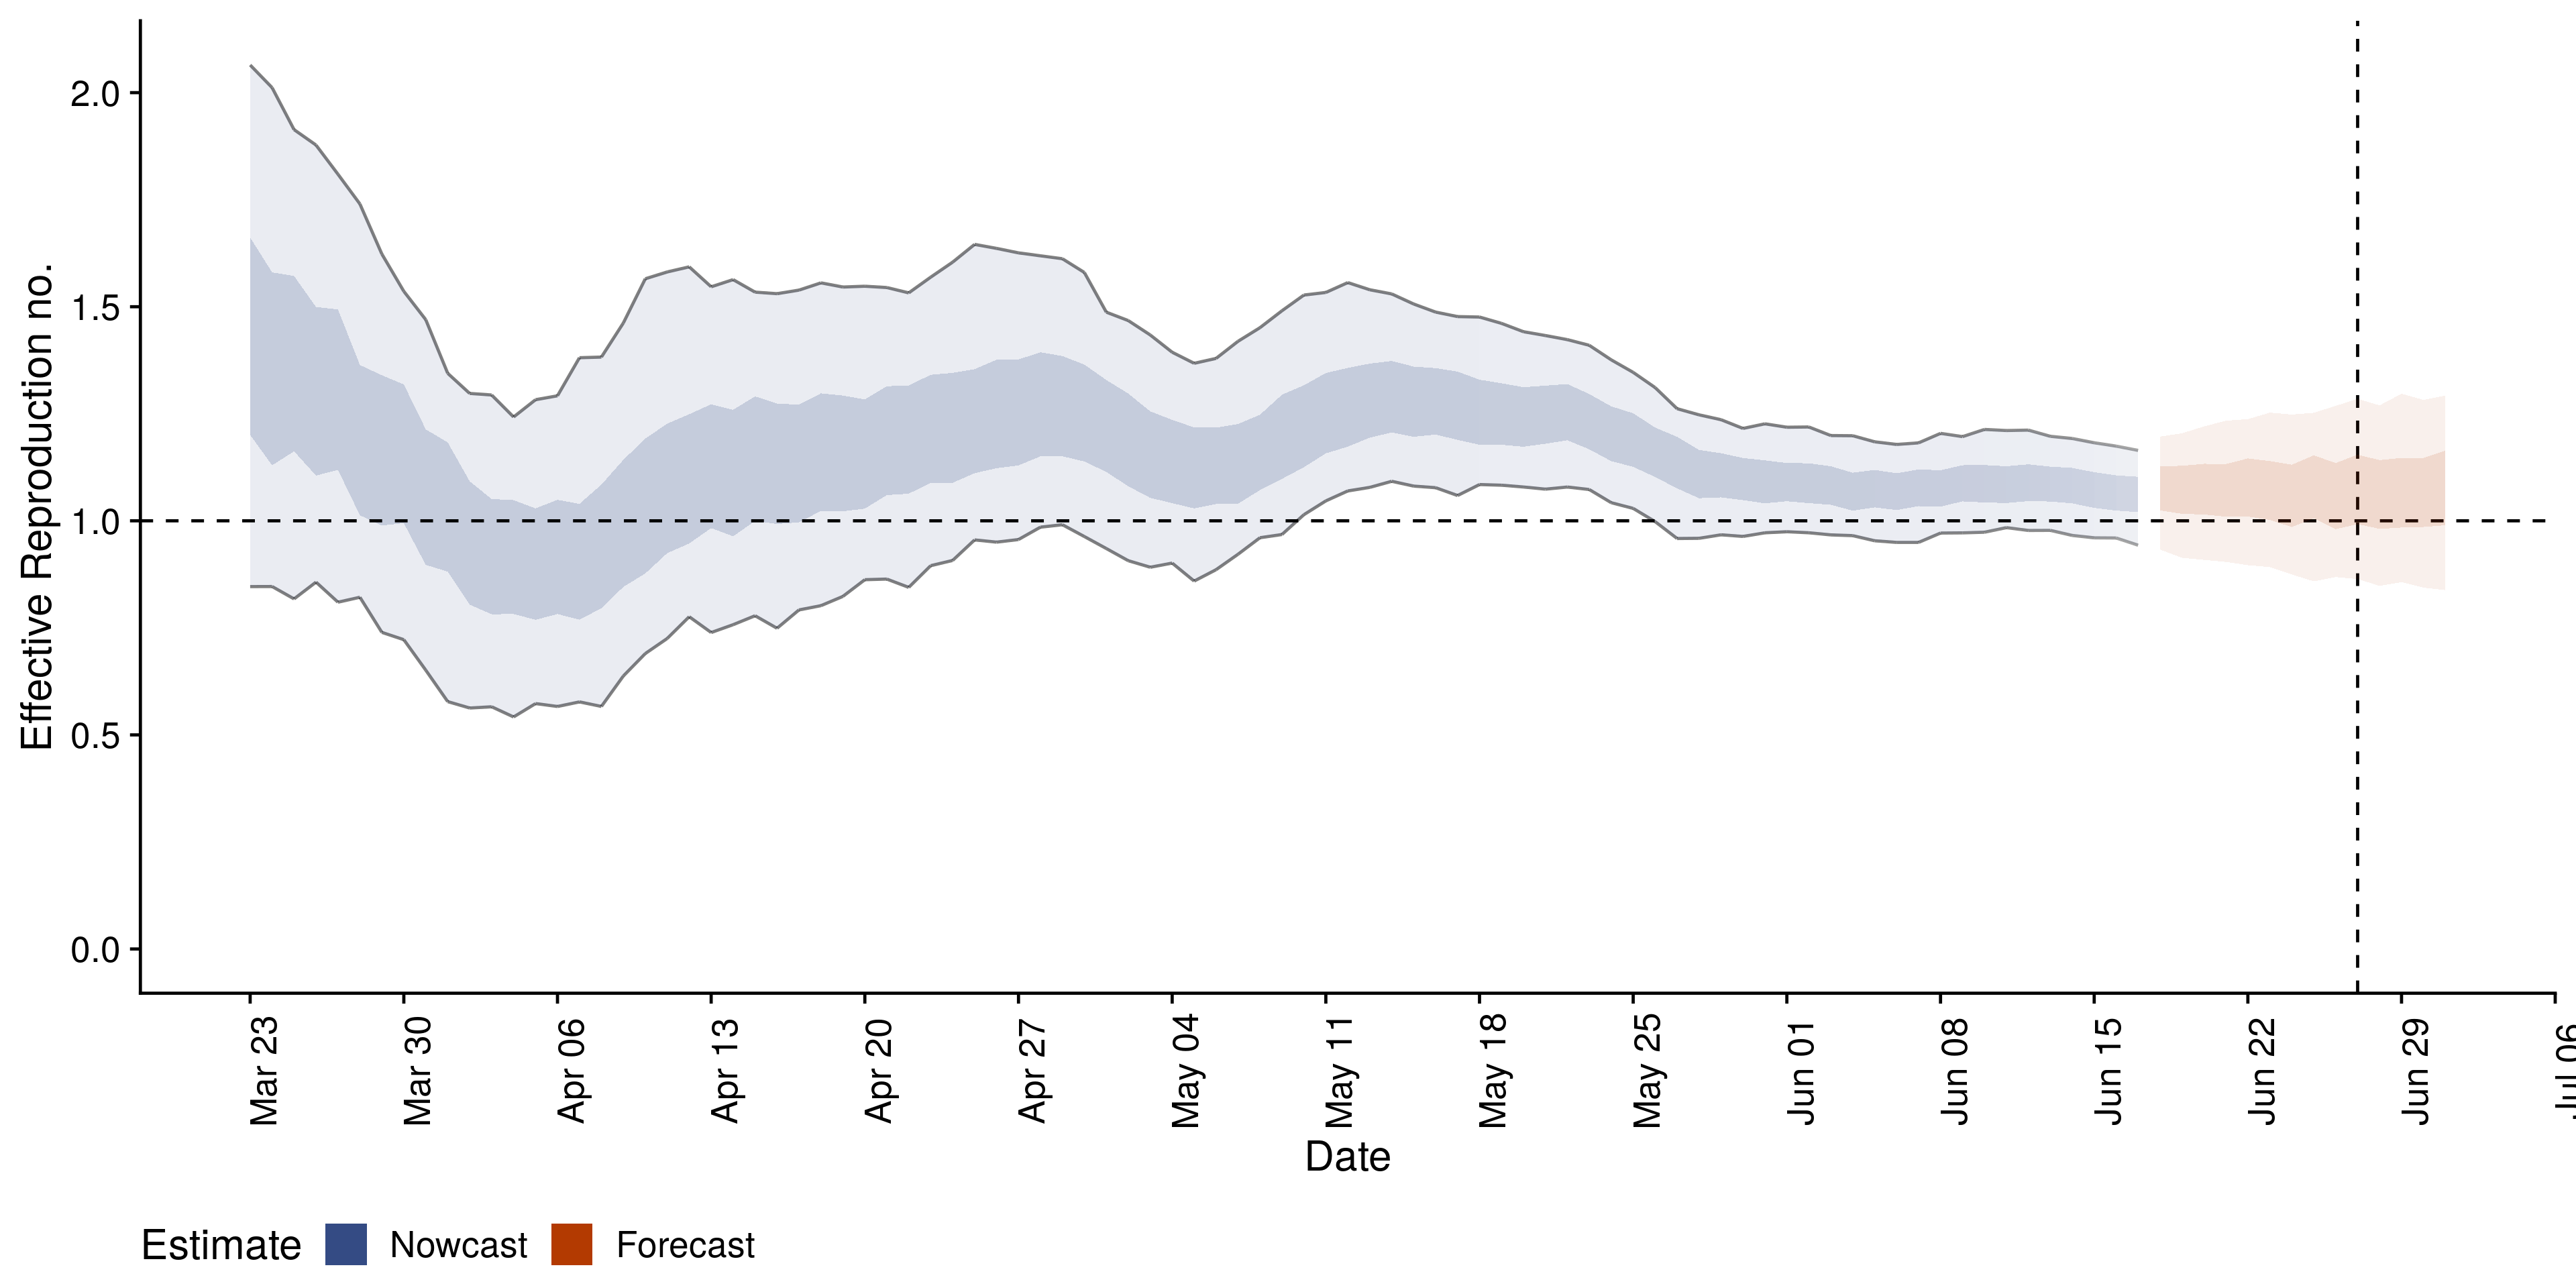 Effective Reproduction no.
2.0
1.5
1.0
0.5
0.0
Mar 23
Mar 30
Apr 06
Apr 13
Apr 20
Apr 27
May 04
May 11
May 18
May 25
Jun 01
Jun 08
Jun 15
Jun 22
Jun 29
Jul 06
Date
Estimate Nowcast Forecast